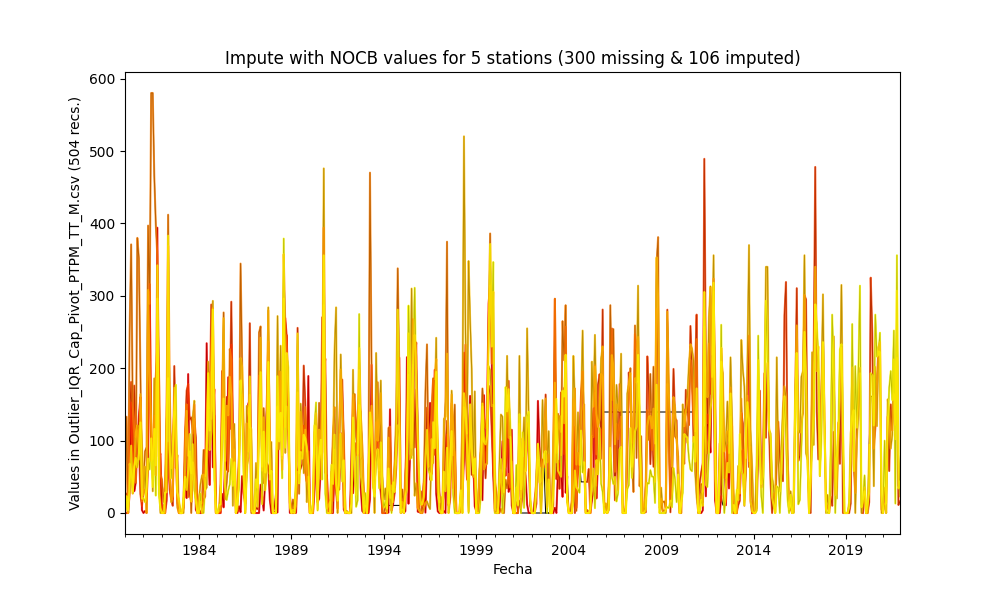 Impute with NOCB values for 5 stations (300 missing & 106 imputed)
Values in Outlier_IQR_Cap_Pivot_PTPM_TT_M.csv (504 recs.)
600
500
400
300
200
100
0
1984 1989 1994 1999 2004 2009 2014 2019
Fecha